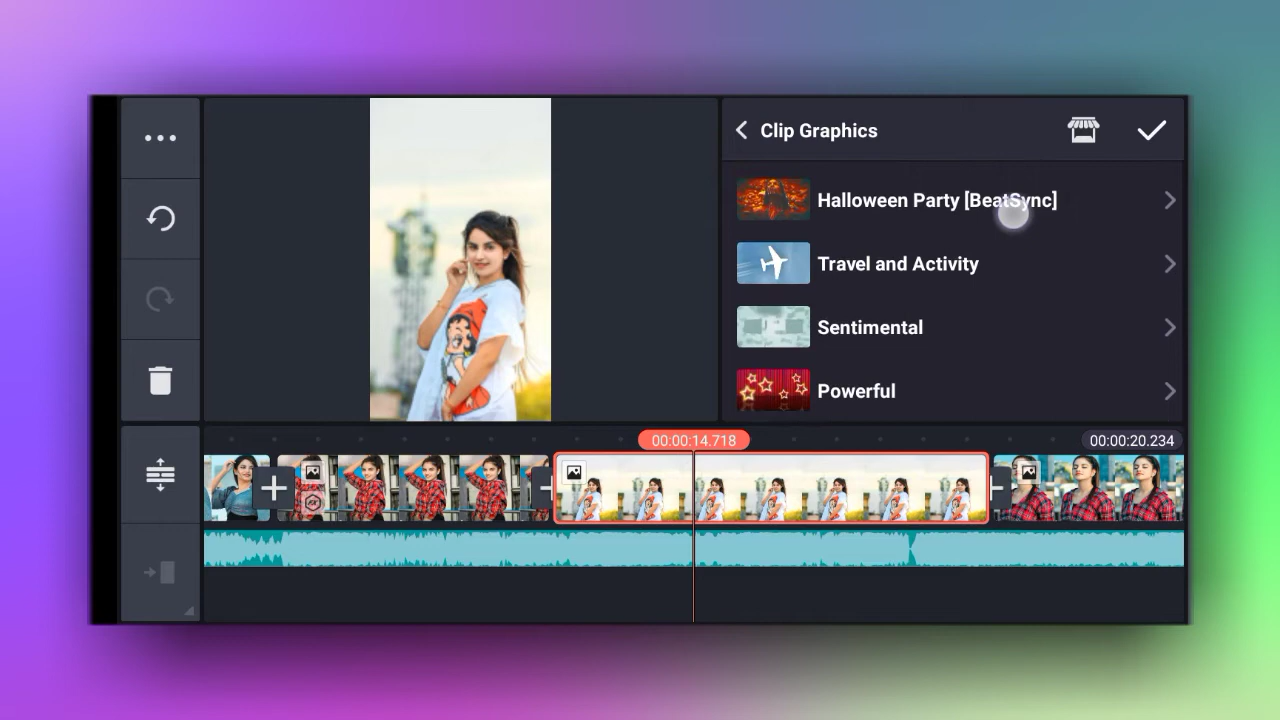 Clip Graphics
Halloween Party [BeatSync]
Travel and Activity
Sentimental
Powerful
00:00:14.718
00:00:20.234